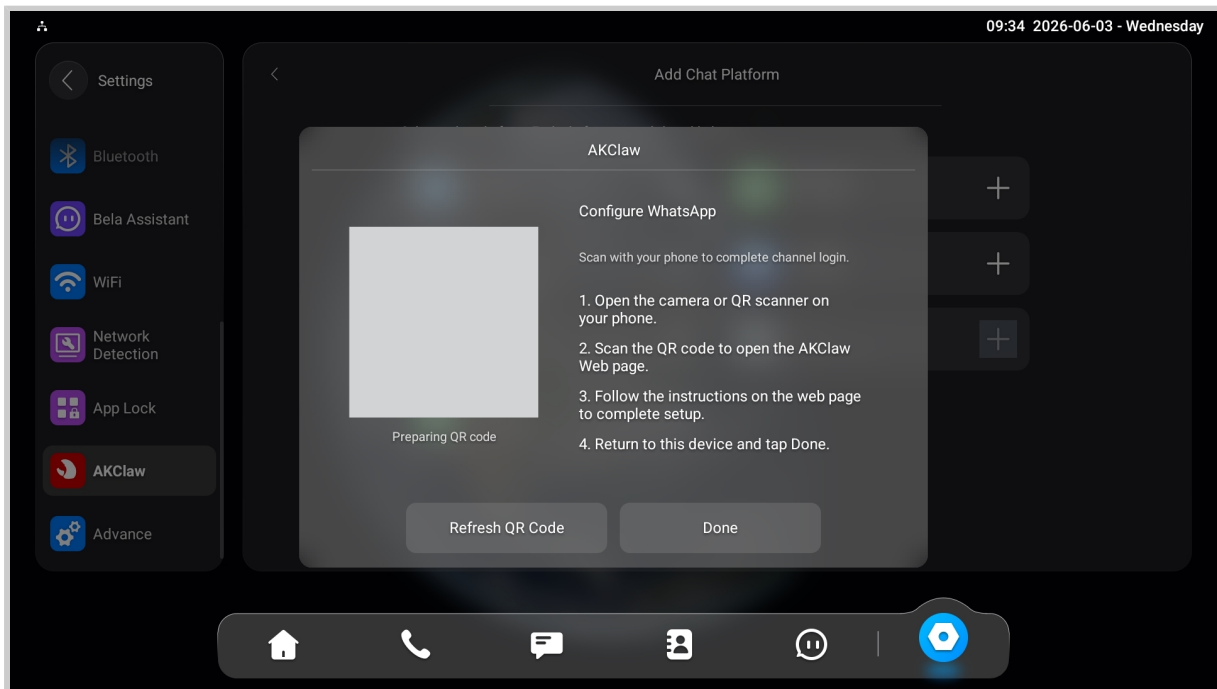 09:34 2026-06-03 - Wednesday
Settings
Bluetooth
Bela Assistant
WiFi
Network
Detection
App Lock
AKClaw
Advance
Add Chat Platform
AKClaw
Preparing QR code
Configure WhatsApp
Scan with your phone to complete channel login.
1. Open the camera or QR scanner on
your phone.
2. Scan the QR code to open the AKClaw
Web page.
3. Follow the instructions on the web page
to complete setup.
4. Return to this device and tap Done.
Refresh QR Code
Done